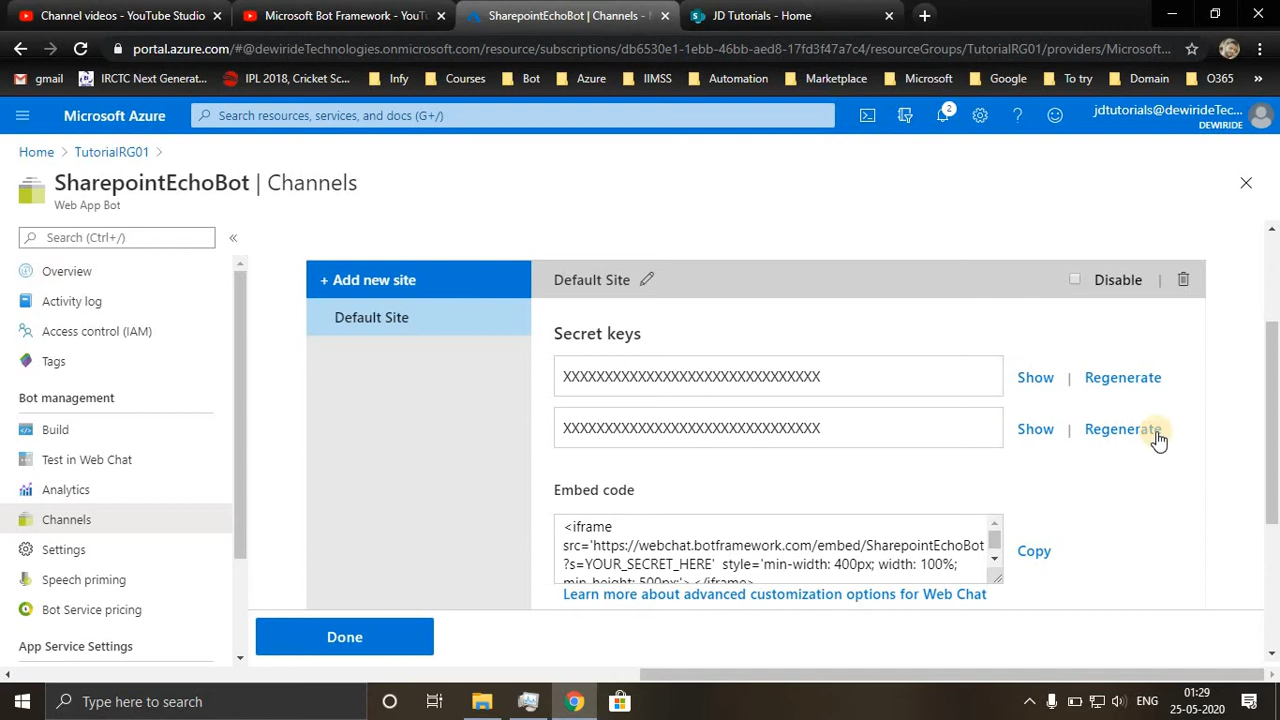 Channel videos - YouTube Studio
Microsoft Bot Framework - YouTu
SharepointEchoBot | Channels -
JD Tutorials - Home
portal.azure.com/#@dewirideTechnologies.onmicrosoft.com/resource/subscriptions/db6530e1-1ebb-46bb-aed8-17fd3f47a7c4/resourceGroups/TutorialRG01/providers/Microsoft...
gmail
IRCTC Next Generat...
IPL 2018, Cricket Sc...
Infy
Courses
Bot
Azure
IIMSS
Automation
Marketplace
Microsoft
Google
To try
Domain
O365
»
Microsoft Azure
Search resources, services, and docs (G+/)
2
jdtutorials@dewirideTec...
DEWIRIDE
Home > TutorialRG01 >
SharepointEchoBot | Channels
Web App Bot
Search (Ctrl+/)
«
Overview
Activity log
Access control (IAM)
Tags
Bot management
Build
Test in Web Chat
Analytics
Channels
Settings
Speech priming
Bot Service pricing
App Service Settings
+ Add new site
Default Site
Default Site
Disable |
Secret keys
XXXXXXXXXXXXXXXXXXXXXXXXXXXXXXX
Show | Regenerate
XXXXXXXXXXXXXXXXXXXXXXXXXXXXXXX
Show | Regenerate
Embed code
<iframe
src='https://webchat.botframework.com/embed/SharepointEchoBot
?s=YOUR_SECRET_HERE' style='min-width: 400px; width: 100%;
min-height: 500px;'></iframe>
Copy
Learn more about advanced customization options for Web Chat
Done
Type here to search
ENG
01:29
25-05-2020